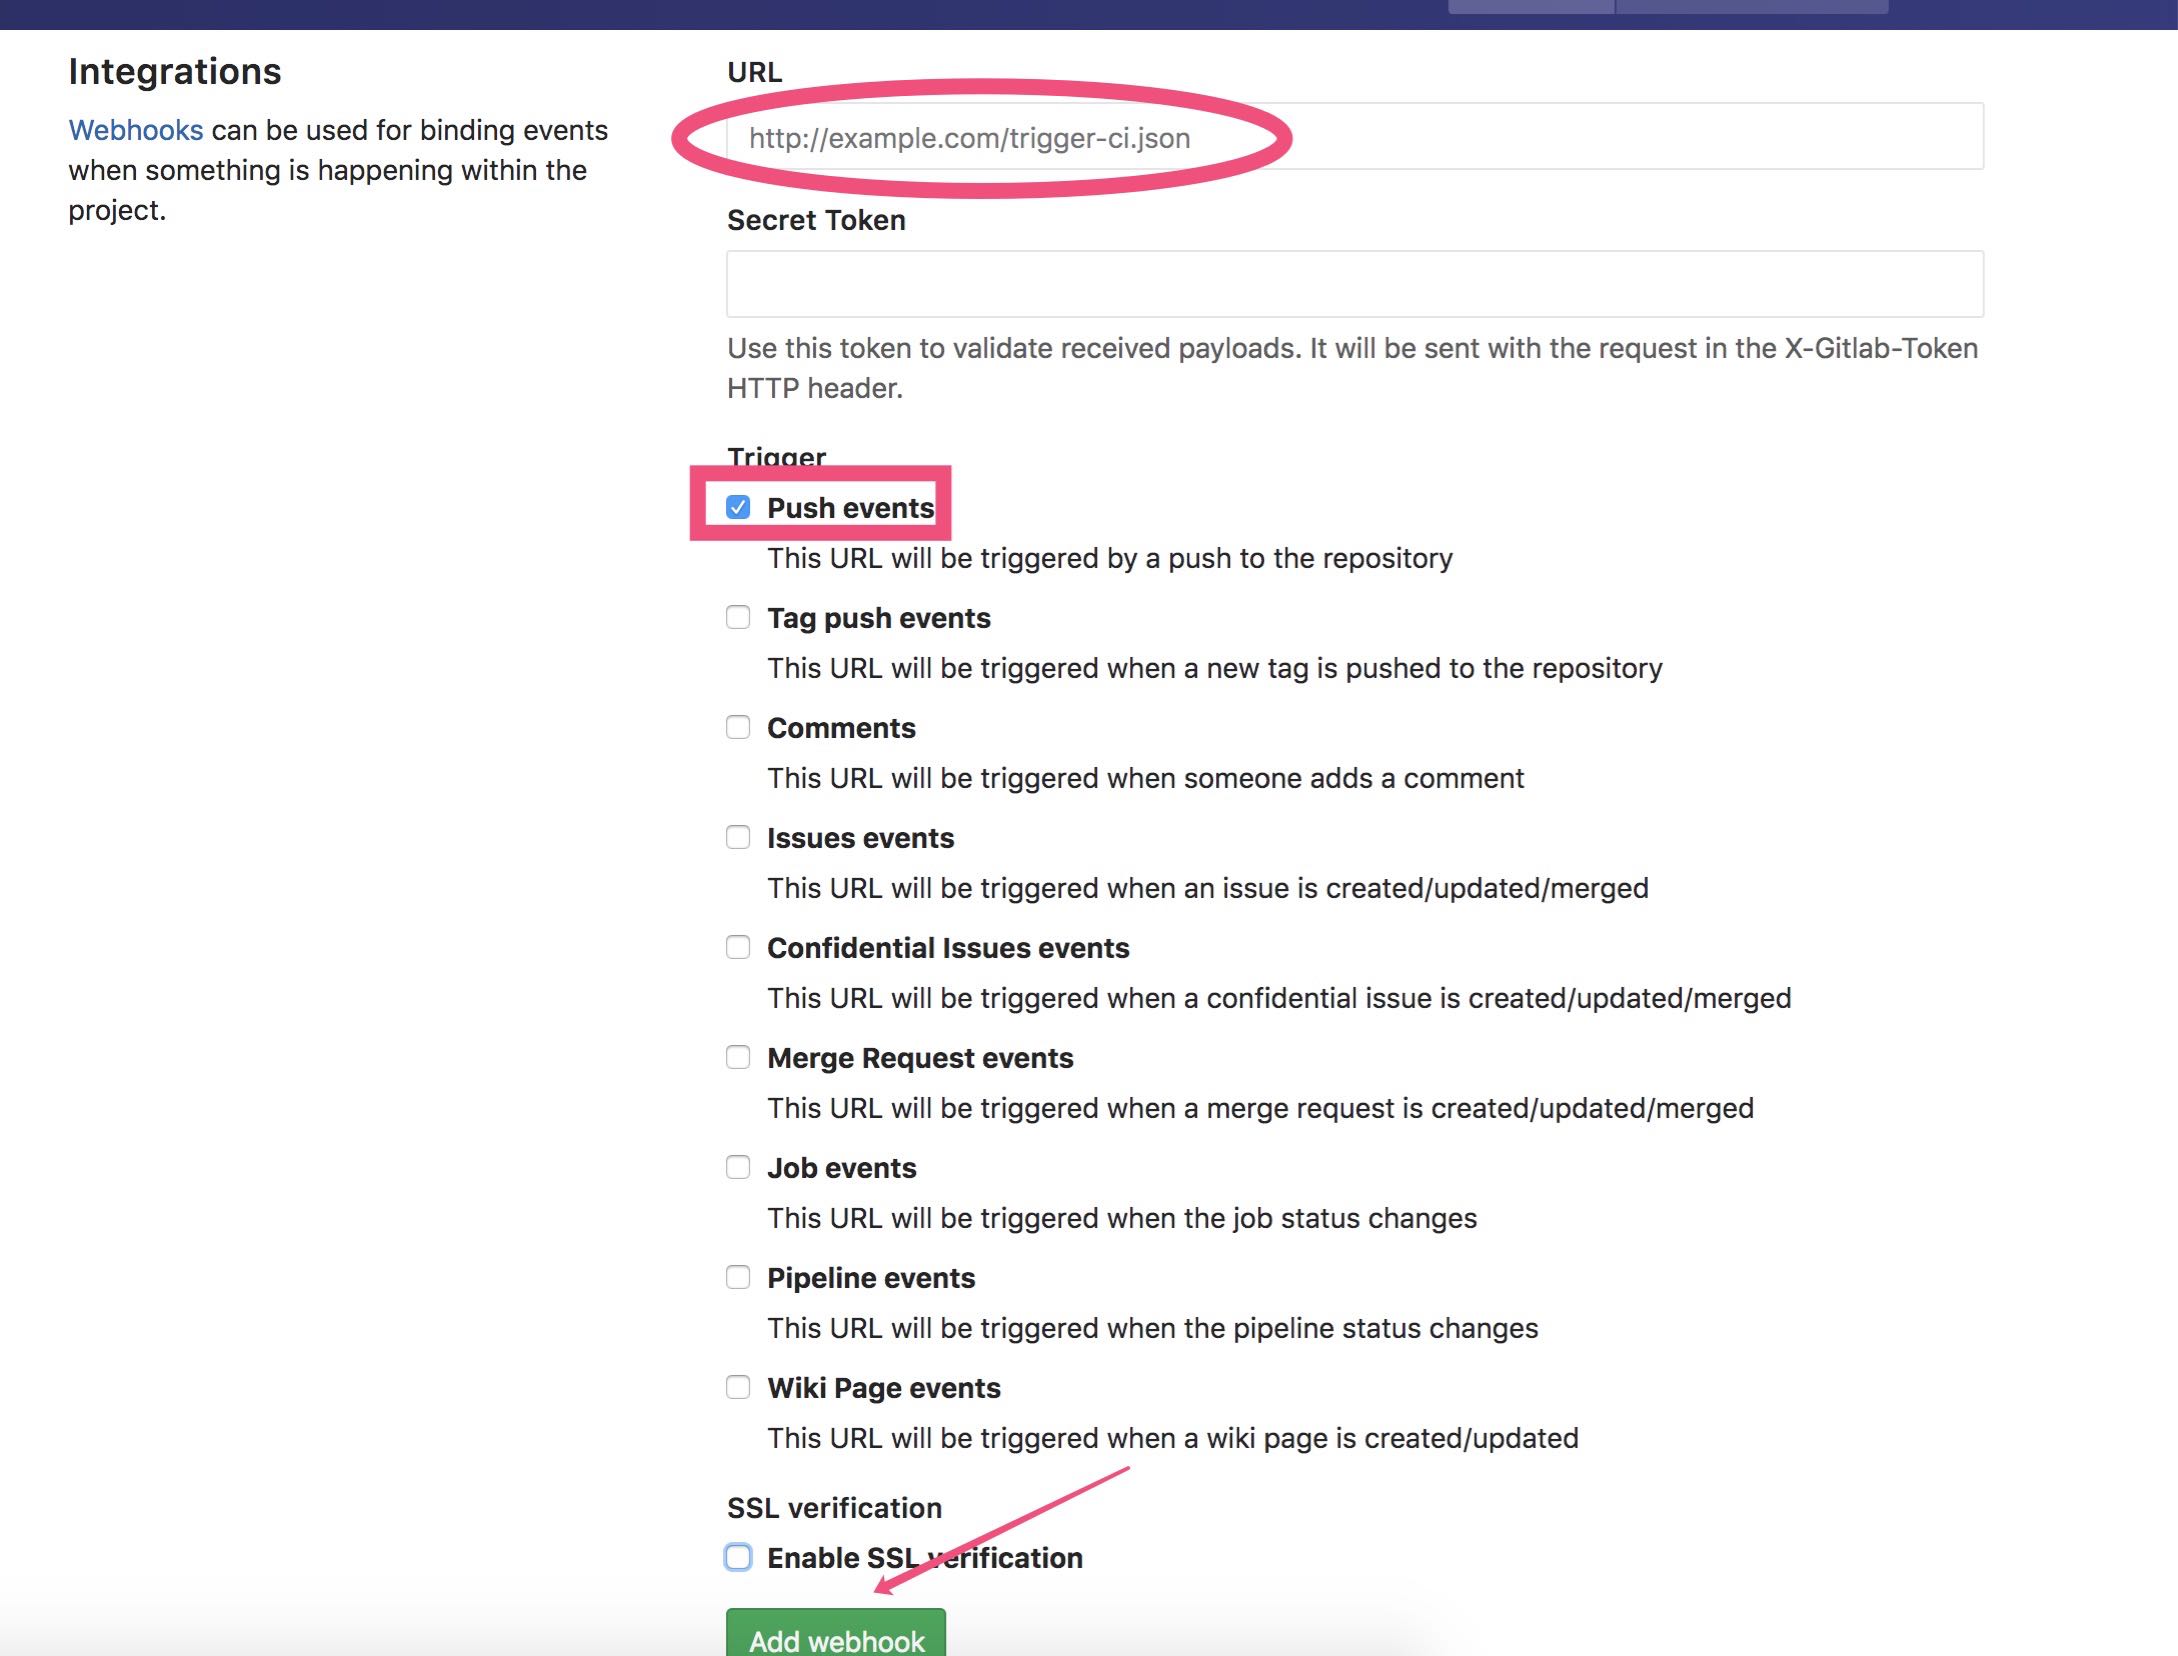 Integrations
Webhooks can be used for binding events
when something is happening within the
project.
URL
http://example.com/trigger-ci.json
Secret Token
Use this token to validate received payloads. It will be sent with the request in the X-Gitlab-Token
HTTP header.
Trigger
Push events
This URL will be triggered by a push to the repository
Tag push events
This URL will be triggered when a new tag is pushed to the repository
Comments
This URL will be triggered when someone adds a comment
Issues events
This URL will be triggered when an issue is created/updated/merged
Confidential Issues events
This URL will be triggered when a confidential issue is created/updated/merged
Merge Request events
This URL will be triggered when a merge request is created/updated/merged
Job events
This URL will be triggered when the job status changes
Pipeline events
This URL will be triggered when the pipeline status changes
Wiki Page events
This URL will be triggered when a wiki page is created/updated
SSL verification
Enable SSL verification
Add webhook